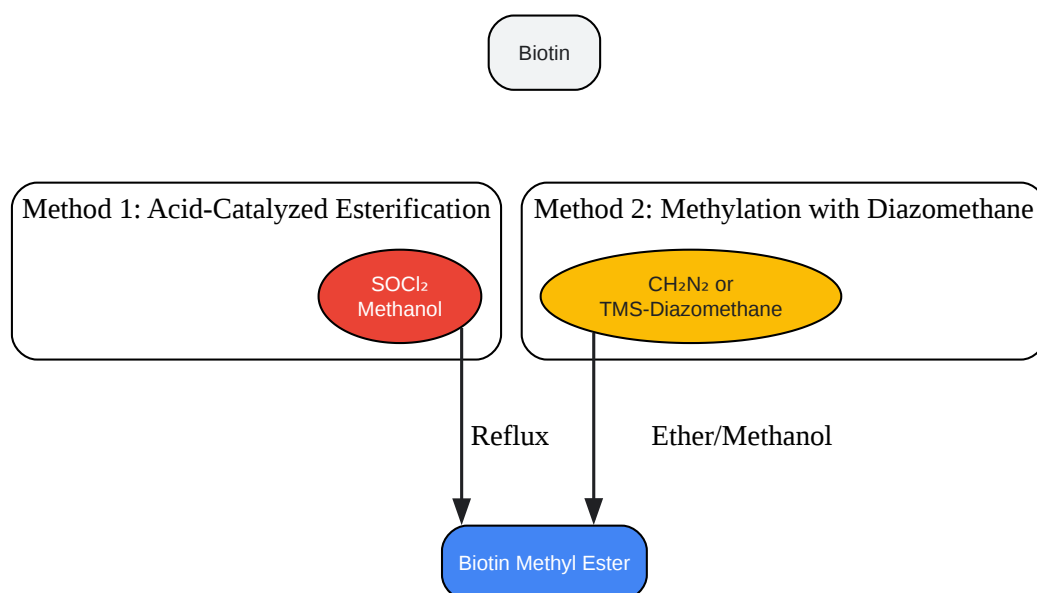 Biotin
Method 1: Acid-Catalyzed Esterification
Method 2: Methylation with Diazomethane
SOCl₂
Methanol
CH₂N₂ or
TMS-Diazomethane
Reflux
Ether/Methanol
Biotin Methyl Ester